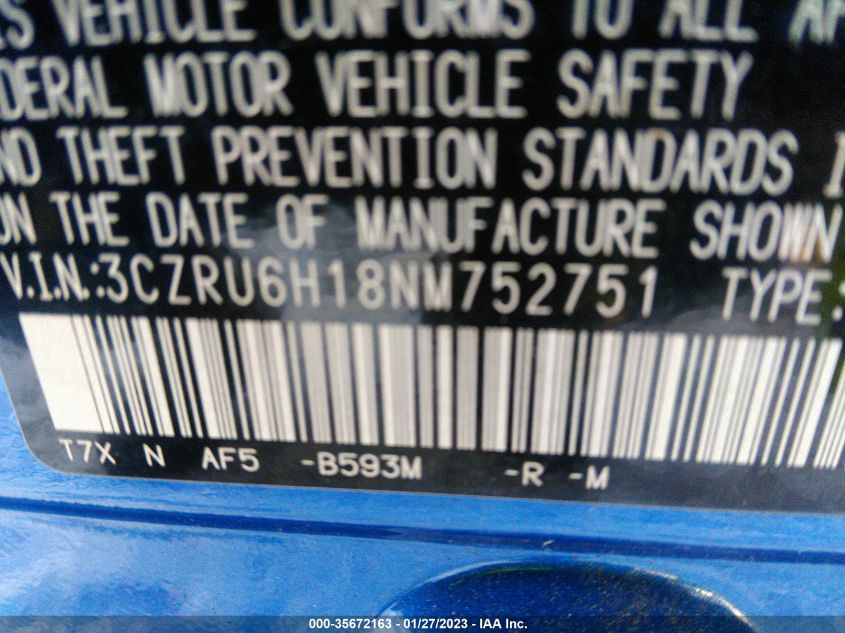 S VEHICLE CONFORMS TO ALL AP
DERAL MOTOR VEHICLE SAFETY
ND THEFT PREVENTION STANDARDS I
ON THE DATE OF MANUFACTURE SHOWN
V.I.N.:3CZRU6H18NM752751 TYPE:
T7X N AF5 -B593M -R -M
000-35672163 - 01/27/2023 - IAA Inc.